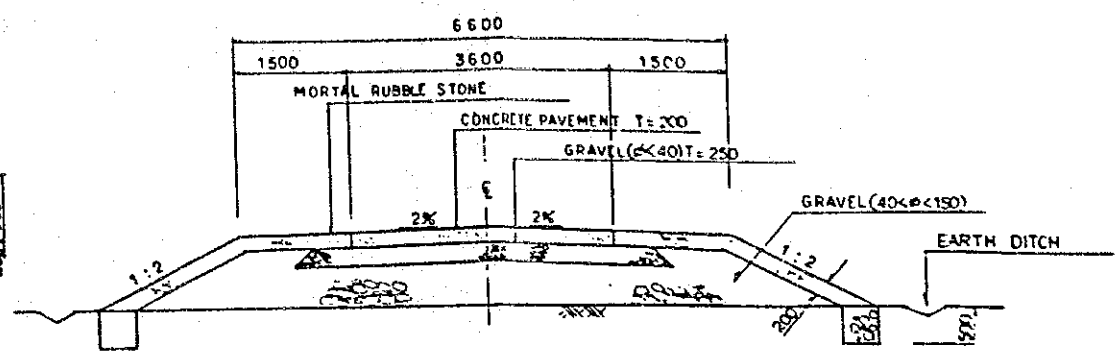 6600
1500 3600 1500
MORTAL RUBBLE STONE
CONCRETE PAVEMENT T=200
GRAVEL(ø<40)T=250
℄
GRAVEL(40<ø<150)
2% 2%
EARTH DITCH
1:2 1:2
200
500